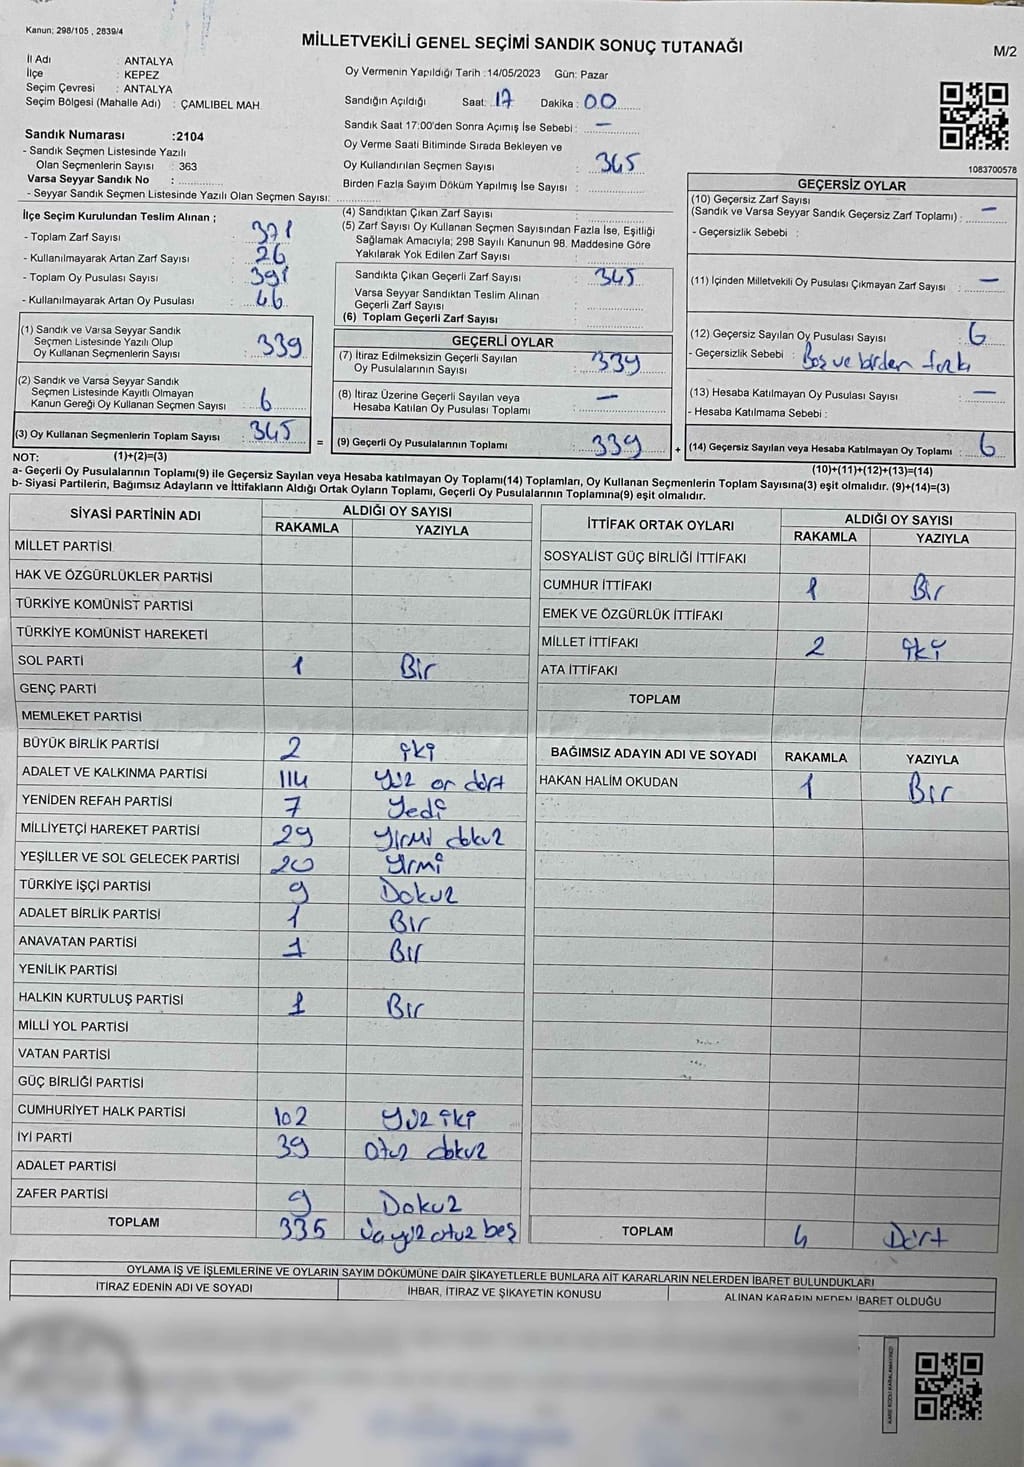 Kanun; 298/105 , 2839/4
MİLLETVEKİLİ GENEL SEÇİMİ SANDIK SONUÇ TUTANAĞI
M/2
İl Adı : ANTALYA
İlçe : KEPEZ
Seçim Çevresi : ANTALYA
Seçim Bölgesi (Mahalle Adı) : ÇAMLIBEL MAH.
Sandık Numarası :2104
- Sandık Seçmen Listesinde Yazılı
Olan Seçmenlerin Sayısı : 363
Varsa Seyyar Sandık No :
- Seyyar Sandık Seçmen Listesinde Yazılı Olan Seçmen Sayısı:
Oy Vermenin Yapıldığı Tarih :14/05/2023 Gün: Pazar
Sandığın Açıldığı Saat: 17 Dakika : 00
Sandık Saat 17:00'den Sonra Açımış İse Sebebi : —
Oy Verme Saati Bitiminde Sırada Bekleyen ve
Oy Kullandırılan Seçmen Sayısı : 345
Birden Fazla Sayım Döküm Yapılmış İse Sayısı :
1083700578
İlçe Seçim Kurulundan Teslim Alınan ;
- Toplam Zarf Sayısı : 371
- Kullanılmayarak Artan Zarf Sayısı : 26
- Toplam Oy Pusulası Sayısı : 391
- Kullanılmayarak Artan Oy Pusulası : 46
(1) Sandık ve Varsa Seyyar Sandık
Seçmen Listesinde Yazılı Olup
Oy Kullanan Seçmenlerin Sayısı : 339
(2) Sandık ve Varsa Seyyar Sandık
Seçmen Listesinde Kayıtlı Olmayan
Kanun Gereği Oy Kullanan Seçmen Sayısı : 6
(3) Oy Kullanan Seçmenlerin Toplam Sayısı : 345
NOT: (1)+(2)=(3)
(4) Sandıktan Çıkan Zarf Sayısı :
(5) Zarf Sayısı Oy Kullanan Seçmen Sayısından Fazla İse, Eşitliği
Sağlamak Amacıyla; 298 Sayılı Kanunun 98. Maddesine Göre
Yakılarak Yok Edilen Zarf Sayısı :
Sandıkta Çıkan Geçerli Zarf Sayısı : 345
Varsa Seyyar Sandıktan Teslim Alınan
Geçerli Zarf Sayısı :
(6) Toplam Geçerli Zarf Sayısı :
GEÇERLİ OYLAR
(7) İtiraz Edilmeksizin Geçerli Sayılan
Oy Pusulalarının Sayısı : 339
(8) İtiraz Üzerine Geçerli Sayılan veya
Hesaba Katılan Oy Pusulası Toplamı : —
= (9) Geçerli Oy Pusulalarının Toplamı : 339
GEÇERSİZ OYLAR
(10) Geçersiz Zarf Sayısı
(Sandık ve Varsa Seyyar Sandık Geçersiz Zarf Toplamı) : —
- Geçersizlik Sebebi :
(11) İçinden Milletvekili Oy Pusulası Çıkmayan Zarf Sayısı : —
(12) Geçersiz Sayılan Oy Pusulası Sayısı : 6
- Geçersizlik Sebebi : Boş ve birden fazla
(13) Hesaba Katılmayan Oy Pusulası Sayısı : —
- Hesaba Katılmama Sebebi :
+ (14) Geçersiz Sayılan veya Hesaba Katılmayan Oy Toplamı : 6
(10)+(11)+(12)+(13)=(14)
a- Geçerli Oy Pusulalarının Toplamı(9) ile Geçersiz Sayılan veya Hesaba katılmayan Oy Toplamı(14) Toplamları, Oy Kullanan Seçmenlerin Toplam Sayısına(3) eşit olmalıdır. (9)+(14)=(3)
b- Siyasi Partilerin, Bağımsız Adayların ve İttifakların Aldığı Ortak Oyların Toplamı, Geçerli Oy Pusulalarının Toplamına(9) eşit olmalıdır.
SİYASİ PARTİNİN ADI ALDIĞI OY SAYISI
RAKAMLA YAZIYLA
MİLLET PARTİSİ
HAK VE ÖZGÜRLÜKLER PARTİSİ
TÜRKİYE KOMÜNİST PARTİSİ
TÜRKİYE KOMÜNİST HAREKETİ
SOL PARTİ 1 Bir
GENÇ PARTİ
MEMLEKET PARTİSİ
BÜYÜK BİRLİK PARTİSİ 2 iki
ADALET VE KALKINMA PARTİSİ 114 Yüz on dört
YENİDEN REFAH PARTİSİ 7 Yedi
MİLLİYETÇİ HAREKET PARTİSİ 29 Yirmi dokuz
YEŞİLLER VE SOL GELECEK PARTİSİ 20 Yirmi
TÜRKİYE İŞÇİ PARTİSİ 9 Dokuz
ADALET BİRLİK PARTİSİ 1 Bir
ANAVATAN PARTİSİ 1 Bir
YENİLİK PARTİSİ
HALKIN KURTULUŞ PARTİSİ 1 Bir
MİLLİ YOL PARTİSİ
VATAN PARTİSİ
GÜÇ BİRLİĞİ PARTİSİ
CUMHURİYET HALK PARTİSİ 102 Yüz iki
İYİ PARTİ 39 Otuz dokuz
ADALET PARTİSİ
ZAFER PARTİSİ 9 Dokuz
TOPLAM 335 Üçyüz otuz beş
İTTİFAK ORTAK OYLARI ALDIĞI OY SAYISI
RAKAMLA YAZIYLA
SOSYALİST GÜÇ BİRLİĞİ İTTİFAKI
CUMHUR İTTİFAKI 1 Bir
EMEK VE ÖZGÜRLÜK İTTİFAKI
MİLLET İTTİFAKI 2 iki
ATA İTTİFAKI
TOPLAM
BAĞIMSIZ ADAYIN ADI VE SOYADI RAKAMLA YAZIYLA
HAKAN HALİM OKUDAN 1 Bir
TOPLAM 4 Dört
OYLAMA İŞ VE İŞLEMLERİNE VE OYLARIN SAYIM DÖKÜMÜNE DAİR ŞİKAYETLERLE BUNLARA AİT KARARLARIN NELERDEN İBARET BULUNDUKLARI
İTİRAZ EDENİN ADI VE SOYADI İHBAR, İTİRAZ VE ŞİKAYETİN KONUSU ALINAN KARARIN NEDEN İBARET OLDUĞU